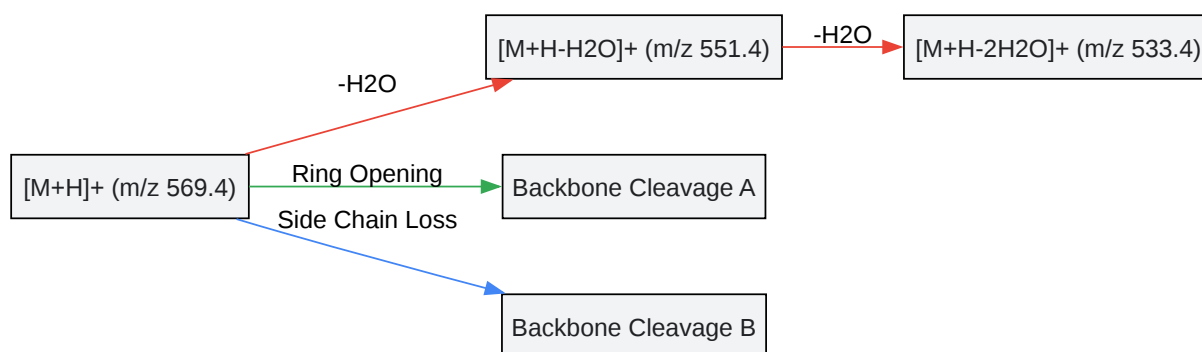 [M+H-H2O]+ (m/z 551.4)
-H2O
[M+H-2H2O]+ (m/z 533.4)
-H2O
[M+H]+ (m/z 569.4)
Ring Opening
Backbone Cleavage A
Side Chain Loss
Backbone Cleavage B